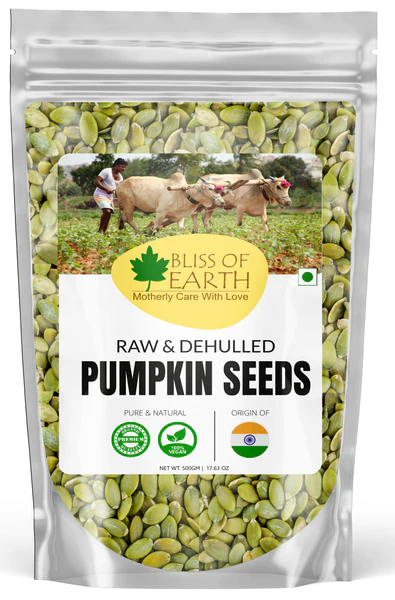 BLISS OF
EARTH
Motherly Care With Love
RAW & DEHULLED
PUMPKIN SEEDS
PURE & NATURAL
ORIGIN OF
PREMIUM
100%
VEGAN
NET WT. 500GM | 17.63 OZ